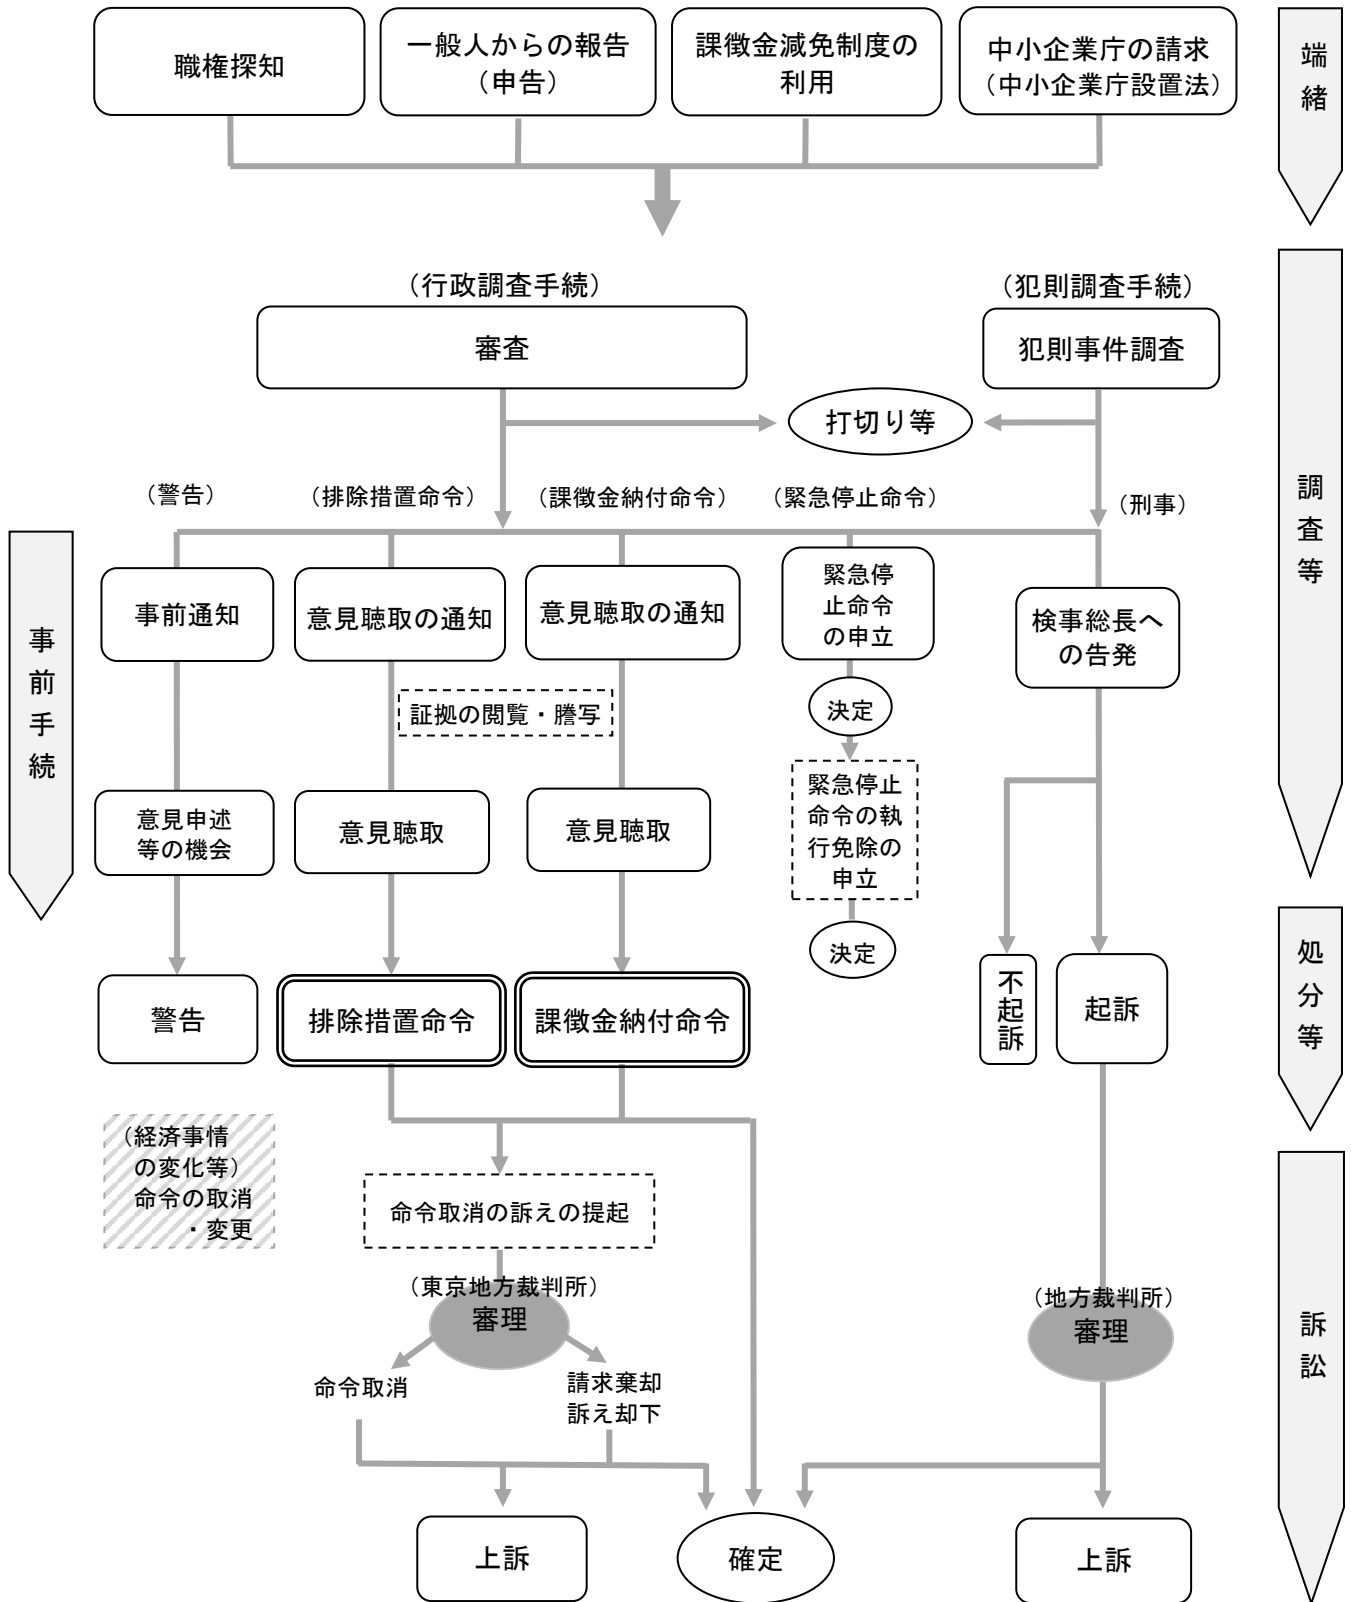 職権探知
一般人からの報告
（申告）
課徴金減免制度の
利用
中小企業庁の請求
（中小企業庁設置法）
端緒
（行政調査手続）
審査
（犯則調査手続）
犯則事件調査
打切り等
調査等
（警告）
（排除措置命令）
（課徴金納付命令）
（緊急停止命令）
（刑事）
事前手続
事前通知
意見聴取の通知
意見聴取の通知
緊急停
止命令
の申立
検事総長へ
の告発
証拠の閲覧・謄写
決定
意見申述
等の機会
意見聴取
意見聴取
緊急停止
命令の執
行免除の
申立
決定
処分等
警告
排除措置命令
課徴金納付命令
不起訴
起訴
（経済事情
の変化等）
命令の取消
・変更
命令取消の訴えの提起
（東京地方裁判所）
審理
（地方裁判所）
審理
訴訟
命令取消
請求棄却
訴え却下
上訴
確定
上訴